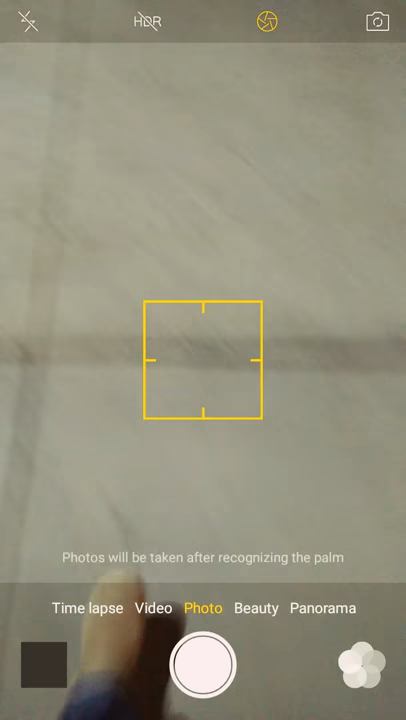 HDR
Photos will be taken after recognizing the palm
Time lapse Video Photo Beauty Panorama